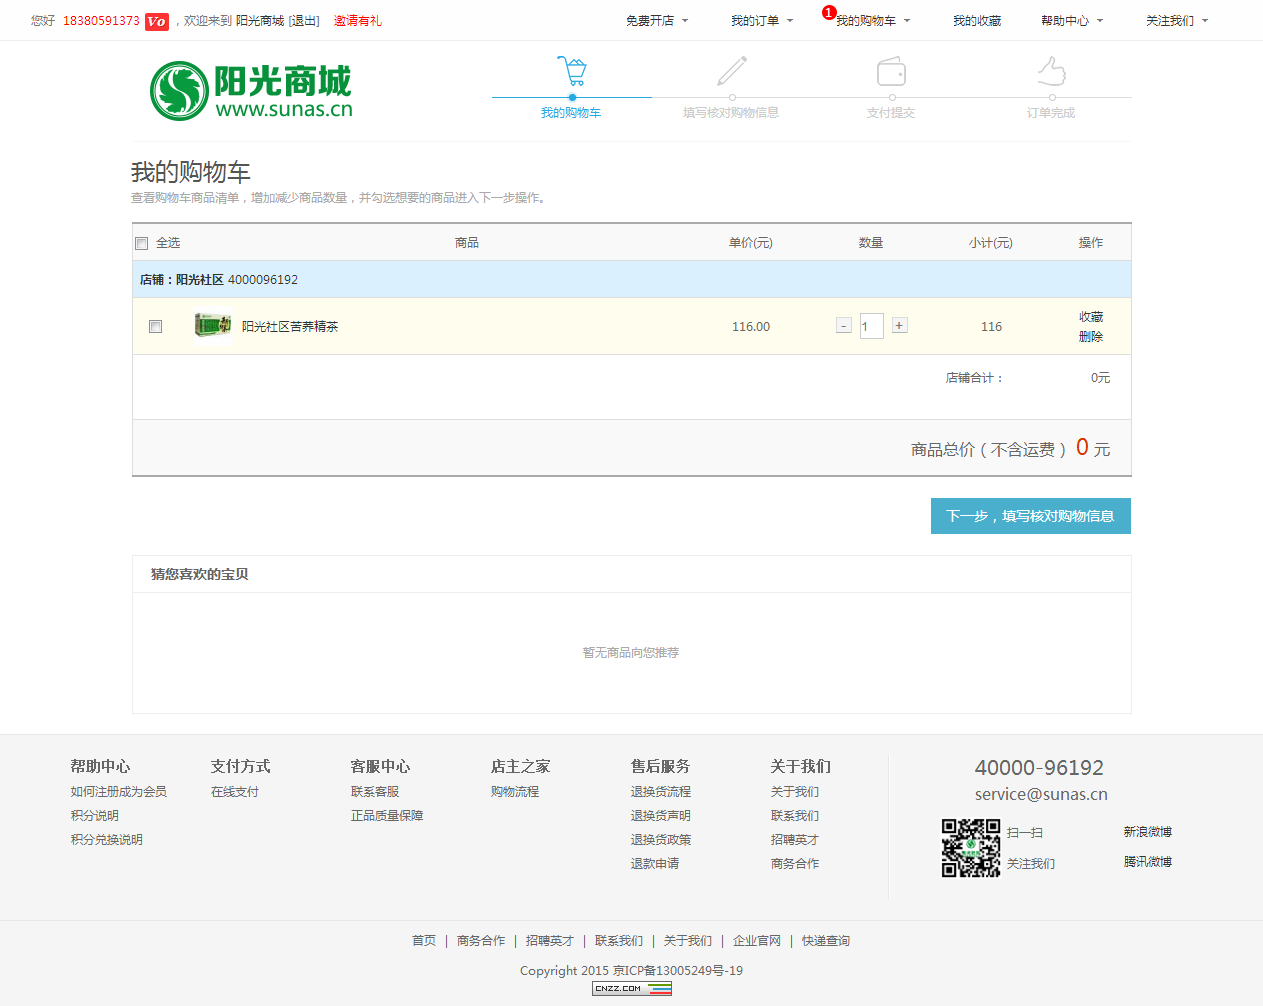 您好 18380591373 Vo ，欢迎来到 阳光商城 [退出] 邀请有礼
免费开店 我的订单 1 我的购物车 我的收藏 帮助中心 关注我们
阳光商城
www.sunas.cn
我的购物车 填写核对购物信息 支付提交 订单完成
我的购物车
查看购物车商品清单，增加减少商品数量，并勾选想要的商品进入下一步操作。
全选 商品 单价(元) 数量 小计(元) 操作
店铺：阳光社区 4000096192
阳光社区苦荞精茶 116.00 - 1 + 116 收藏
删除
店铺合计： 0元
商品总价（不含运费） 0 元
下一步，填写核对购物信息
猜您喜欢的宝贝
暂无商品向您推荐
帮助中心 支付方式 客服中心 店主之家 售后服务 关于我们
如何注册成为会员 在线支付 联系客服 购物流程 退换货流程 关于我们
积分说明 正品质量保障 退换货声明 联系我们
积分兑换说明 退换货政策 招聘英才
退款申请 商务合作
40000-96192
service@sunas.cn
扫一扫 新浪微博
关注我们 腾讯微博
首页 | 商务合作 | 招聘英才 | 联系我们 | 关于我们 | 企业官网 | 快递查询
Copyright 2015 京ICP备13005249号-19
CNZZ.COM